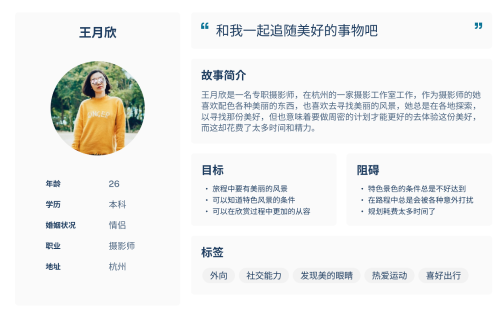 王月欣
年龄 26
学历 本科
婚姻状况 情侣
职业 摄影师
地址 杭州
“ 和我一起追随美好的事物吧 ”
故事简介
王月欣是一名专职摄影师，在杭州的一家摄影工作室工作，作为摄影师的她
喜欢配色各种美丽的东西，也喜欢去寻找美丽的风景，她总是在各地探索，
以寻找那份美好，但也意味着要做周密的计划才能更好的去体验这份美好，
而这却花费了太多时间和精力。
目标
• 旅程中要有美丽的风景
• 可以知道特色风景的条件
• 可以在欣赏过程中更加的从容
阻碍
• 特色景色的条件总是不好达到
• 在路程中总是会被各种意外打扰
• 规划耗费太多时间了
标签
外向 社交能力 发现美的眼睛 热爱运动 喜好出行